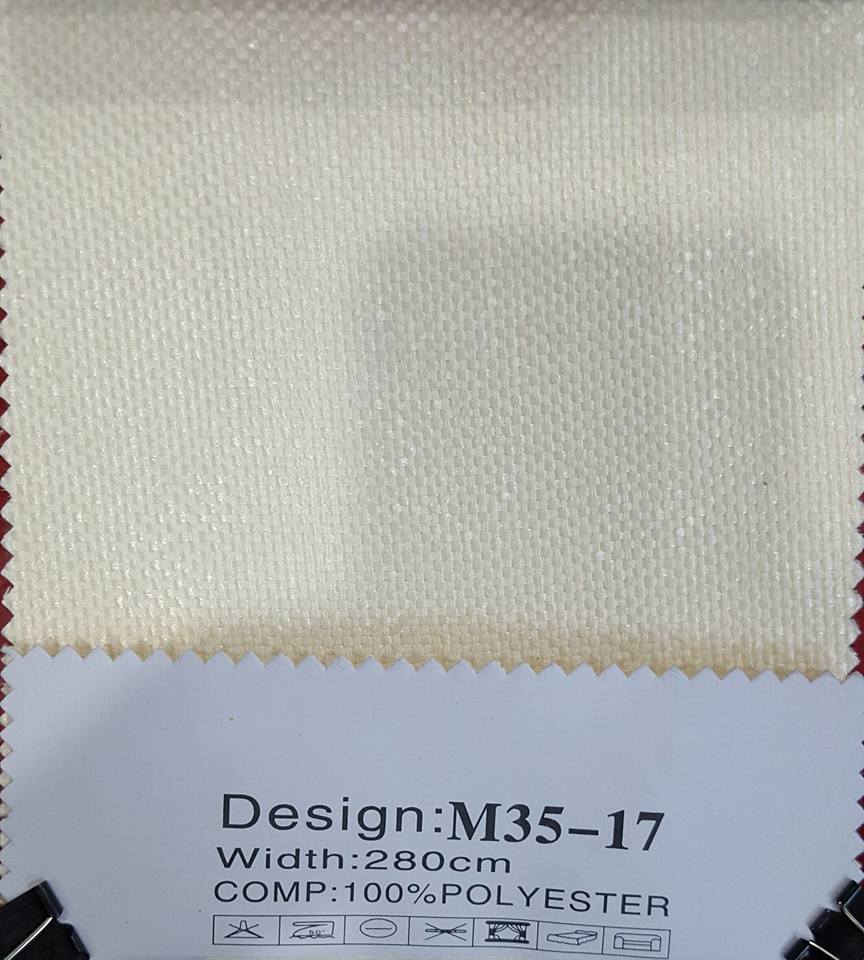 Design:M35-17
Width:280cm
COMP:100%POLYESTER